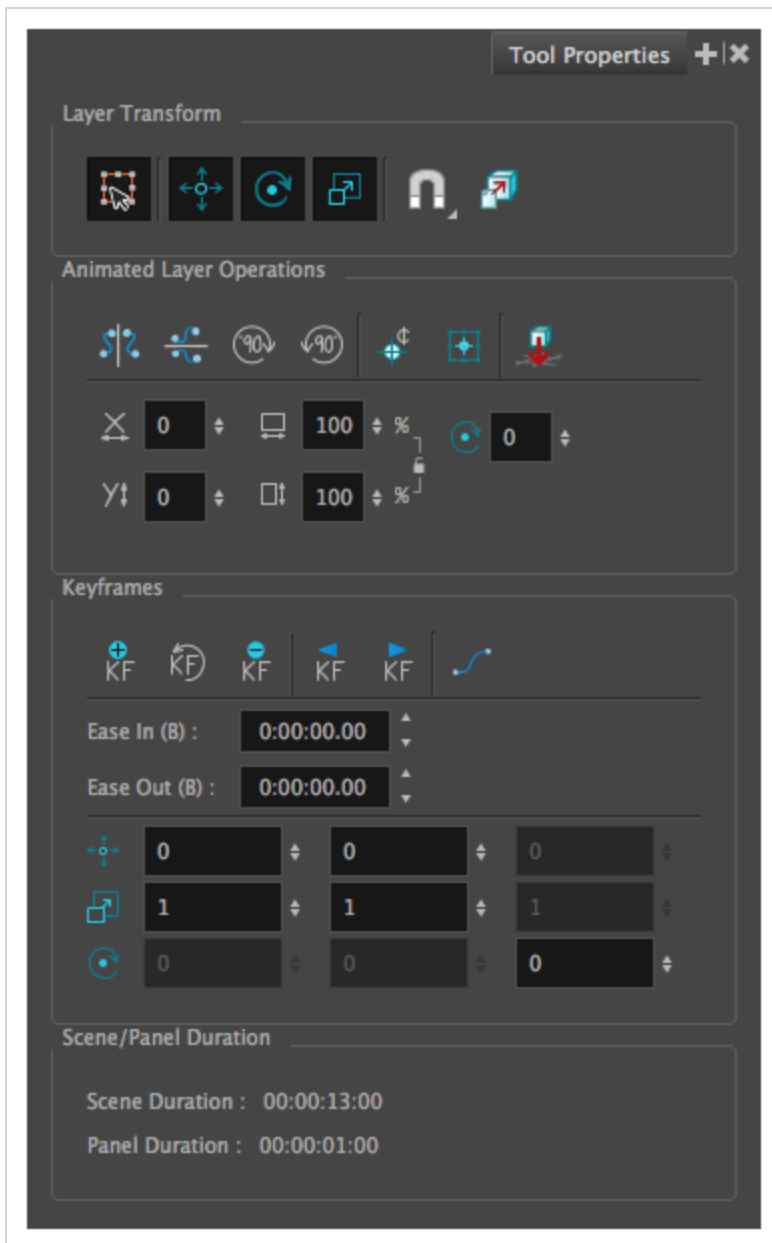 Tool Properties
Layer Transform
Animated Layer Operations
90 90°
X 0 100 % 0
Y 0 100 %
Keyframes
KF KF KF KF KF
Ease In (B) : 0:00:00.00
Ease Out (B) : 0:00:00.00
0 0 0
1 1 1
0 0 0
Scene/Panel Duration
Scene Duration : 00:00:13:00
Panel Duration : 00:00:01:00